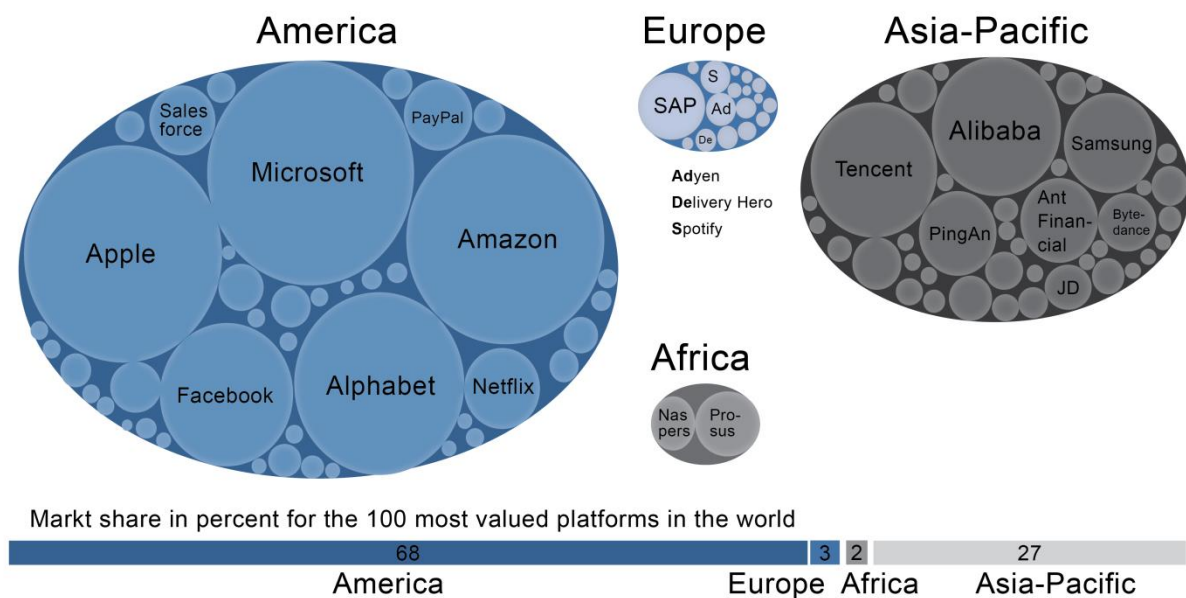 America
Europe
Asia-Pacific
Sales
force
PayPal
Microsoft
Apple
Amazon
Facebook
Alphabet
Netflix
S
SAP
Ad
De
Adyen
Delivery Hero
Spotify
Alibaba
Samsung
Tencent
Ant
Finan-
cial
Byte-
dance
PingAn
JD
Africa
Nas
pers
Pro-
sus
Markt share in percent for the 100 most valued platforms in the world
68
3
2
27
America
Europe
Africa
Asia-Pacific